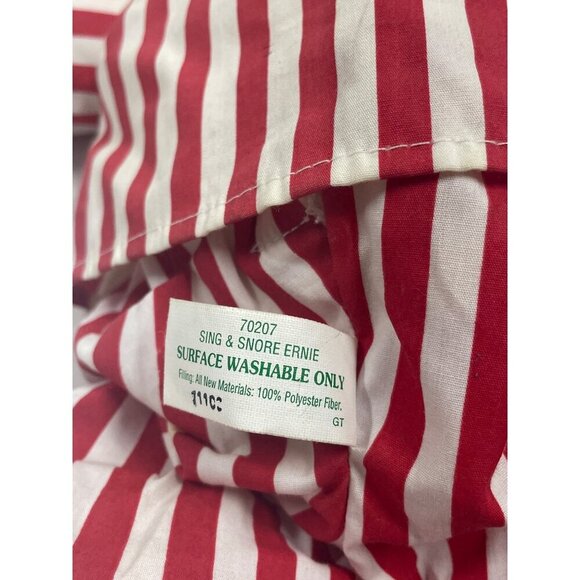 70207
SING & SNORE ERNIE
SURFACE WASHABLE ONLY
Filling: All New Materials: 100% Polyester Fiber.
GT